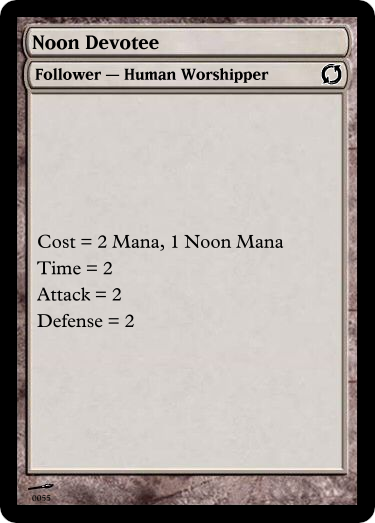 Noon Devotee
Follower — Human Worshipper
Cost = 2 Mana, 1 Noon Mana
Time = 2
Attack = 2
Defense = 2
0055